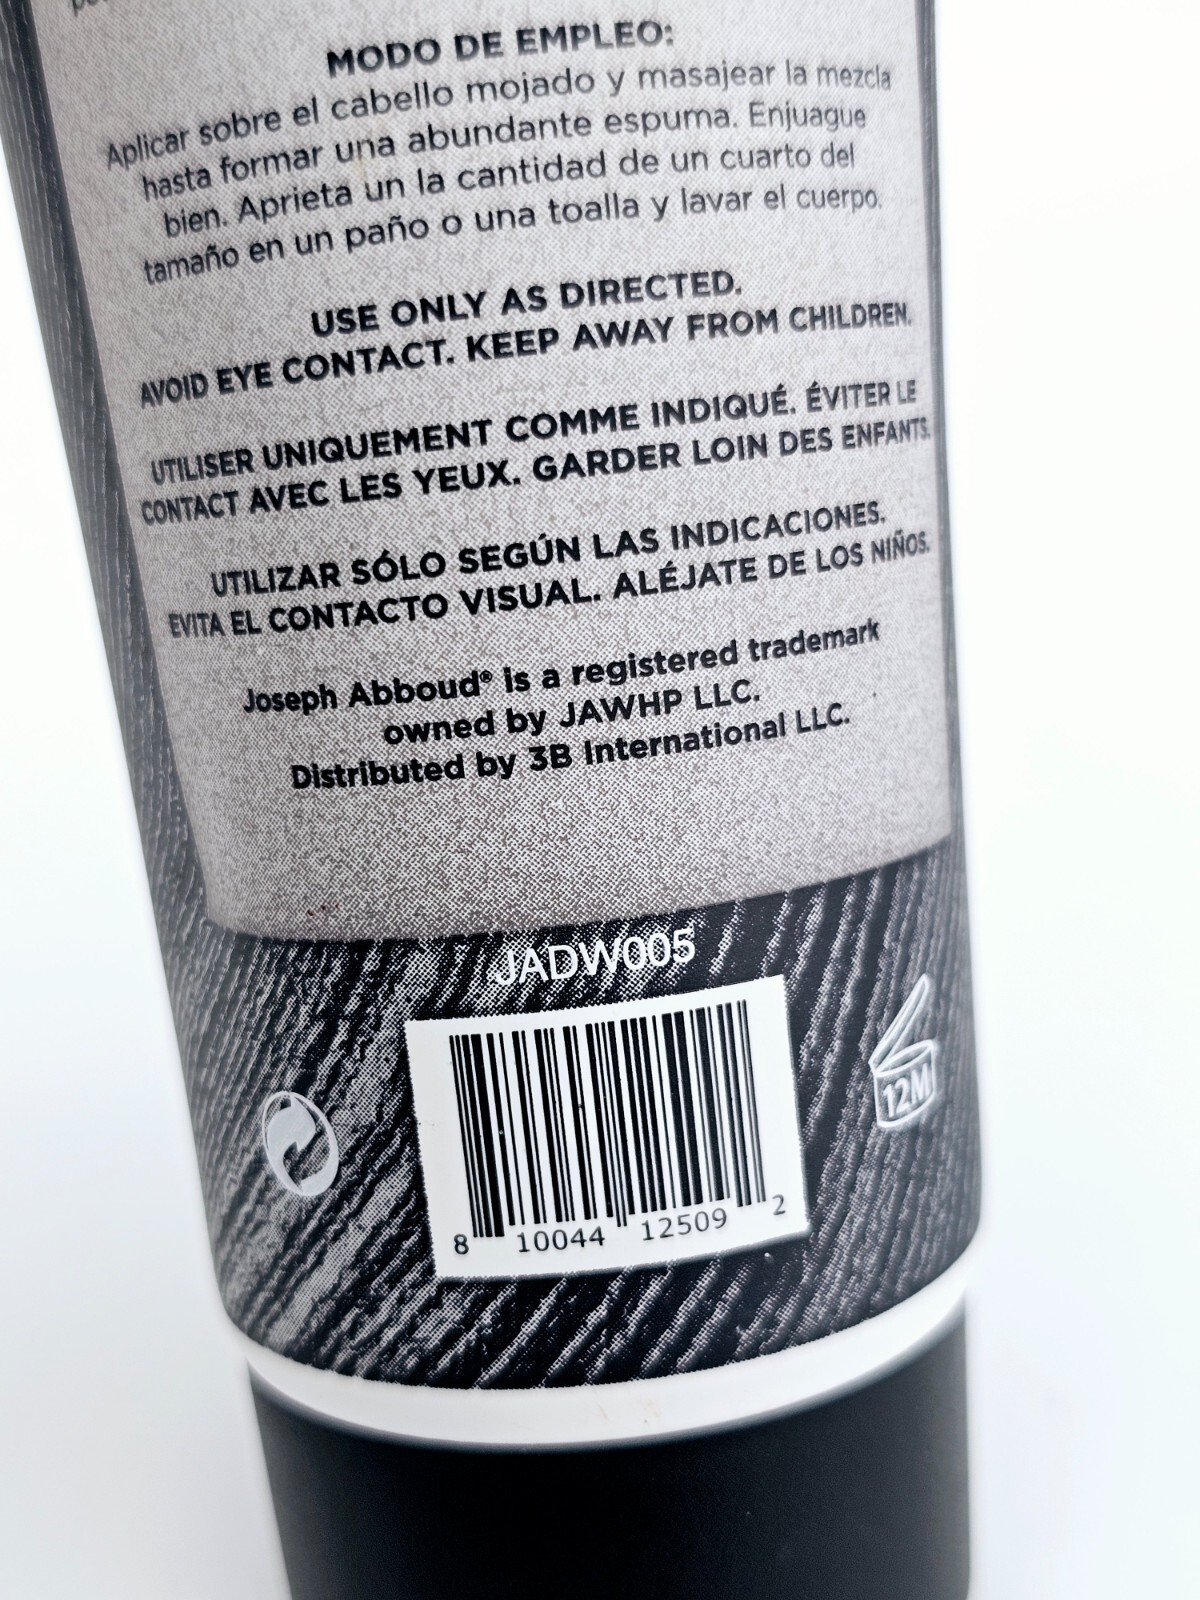 MODO DE EMPLEO:
Aplicar sobre el cabello mojado y masajear la mezcla
hasta formar una abundante espuma. Enjuague
bien. Aprieta un la cantidad de un cuarto del
tamaño en un paño o una toalla y lavar el cuerpo.
USE ONLY AS DIRECTED.
AVOID EYE CONTACT. KEEP AWAY FROM CHILDREN.
UTILISER UNIQUEMENT COMME INDIQUÉ. ÉVITER LE
CONTACT AVEC LES YEUX. GARDER LOIN DES ENFANTS.
UTILIZAR SÓLO SEGÚN LAS INDICACIONES.
EVITA EL CONTACTO VISUAL. ALÉJATE DE LOS NIÑOS.
Joseph Abboud® is a registered trademark
owned by JAWHP LLC.
Distributed by 3B International LLC.
JADW005
12M
8 10044 12509 2